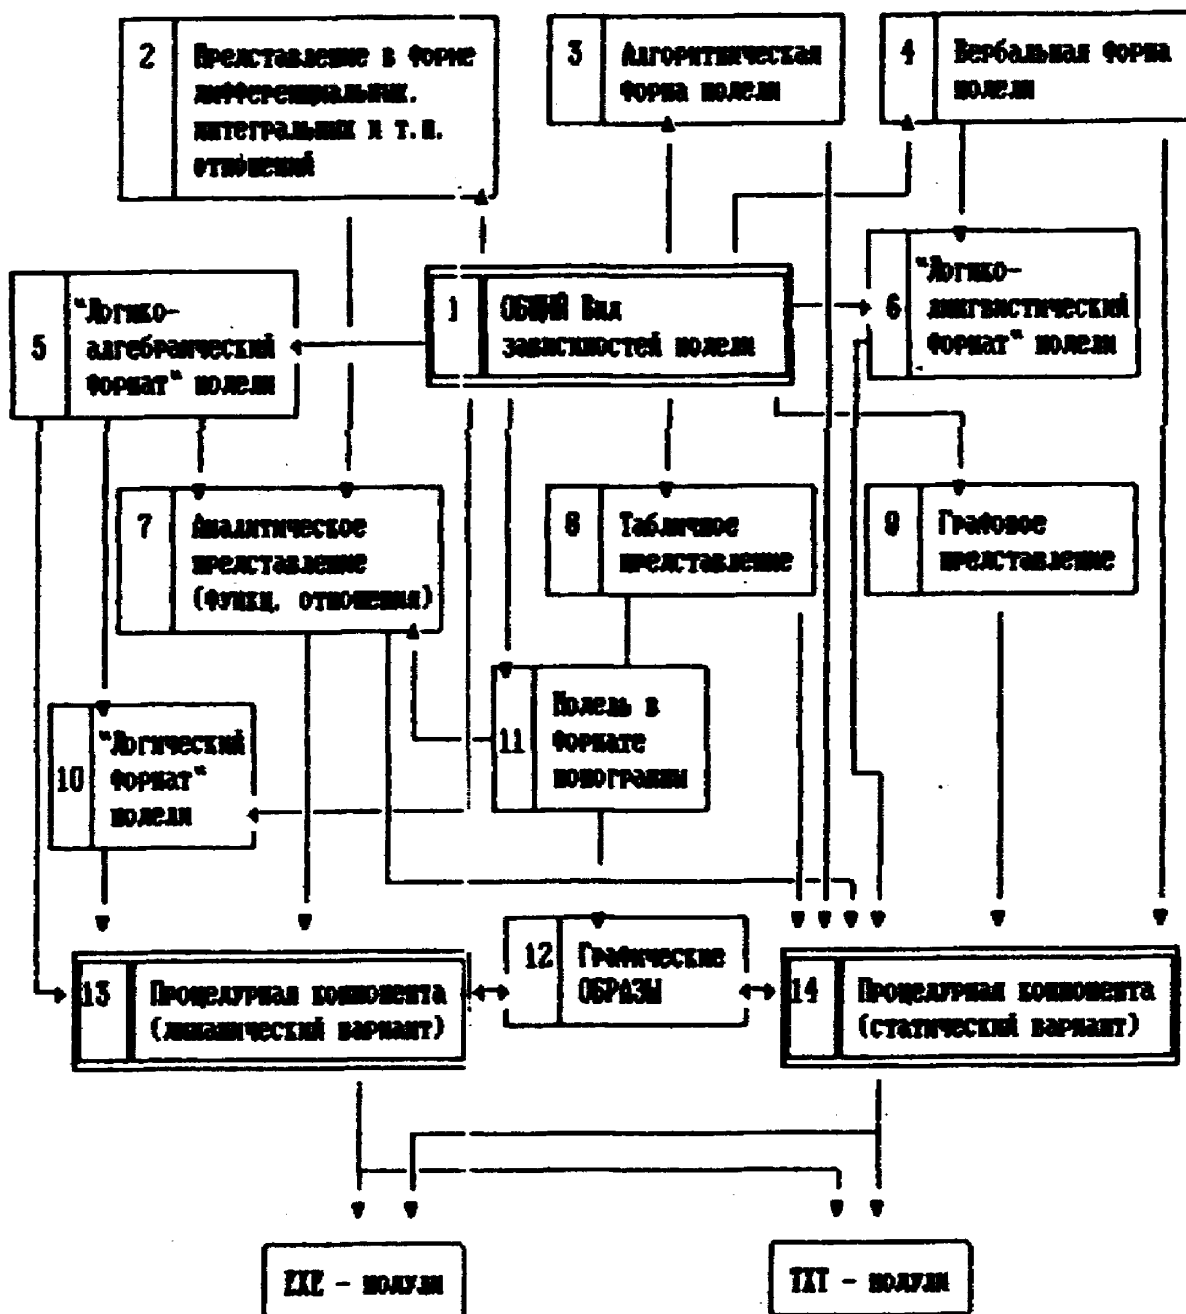 2 Представление в форме
дифференциальных,
интегральных и т.п.
отношений
3 Алгоритмическая
форма модели
4 Вербальная форма
модели
5 "Логико-
алгебраический
формат" модели
1 ОБЩИЙ Вид
зависимостей модели
6 "Логико-
лингвистический
формат" модели
7 Аналитическое
представление
(Функц. отношения)
8 Табличное
представление
9 Графовое
представление
10 "Логический
формат"
модели
11 Модель в
формате
номограммы
12 Графические
ОБРАЗЫ
13 Процедурная компонента
(динамический вариант)
14 Процедурная компонента
(статический вариант)
EXE - модули
TXT - модули